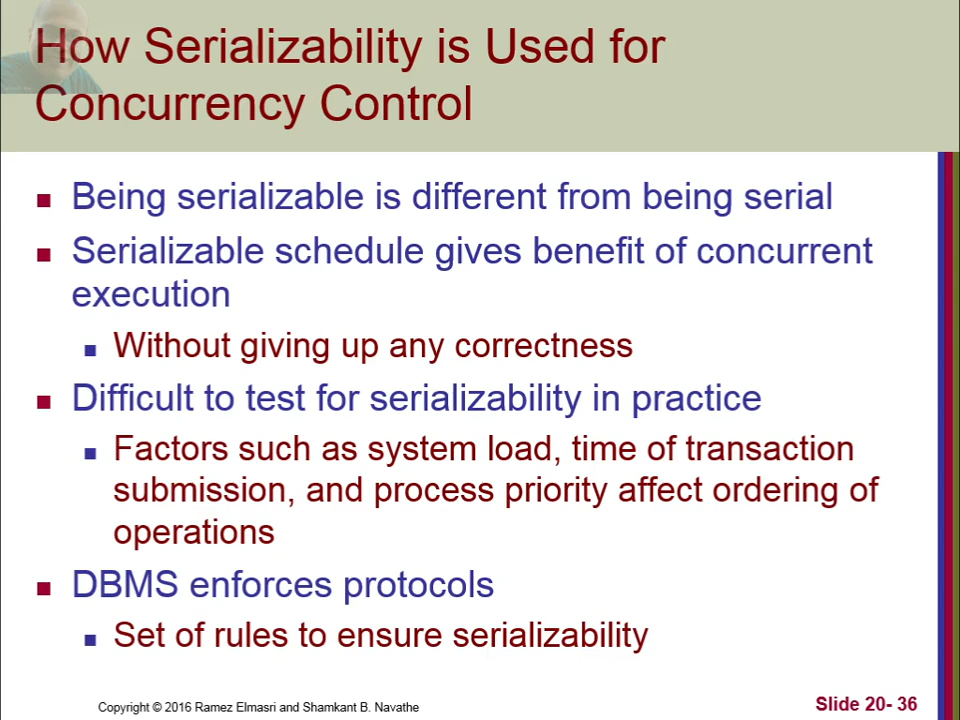 How Serializability is Used for
Concurrency Control
Being serializable is different from being serial
Serializable schedule gives benefit of concurrent
execution
Without giving up any correctness
Difficult to test for serializability in practice
Factors such as system load, time of transaction
submission, and process priority affect ordering of
operations
DBMS enforces protocols
Set of rules to ensure serializability
Copyright © 2016 Ramez Elmasri and Shamkant B. Navathe
Slide 20- 36